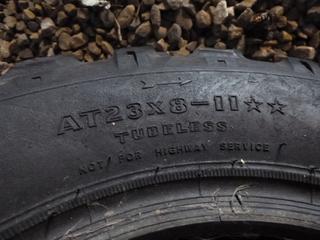 AT23X8-11☆☆
TUBELESS
NOT FOR HIGHWAY SERVICE